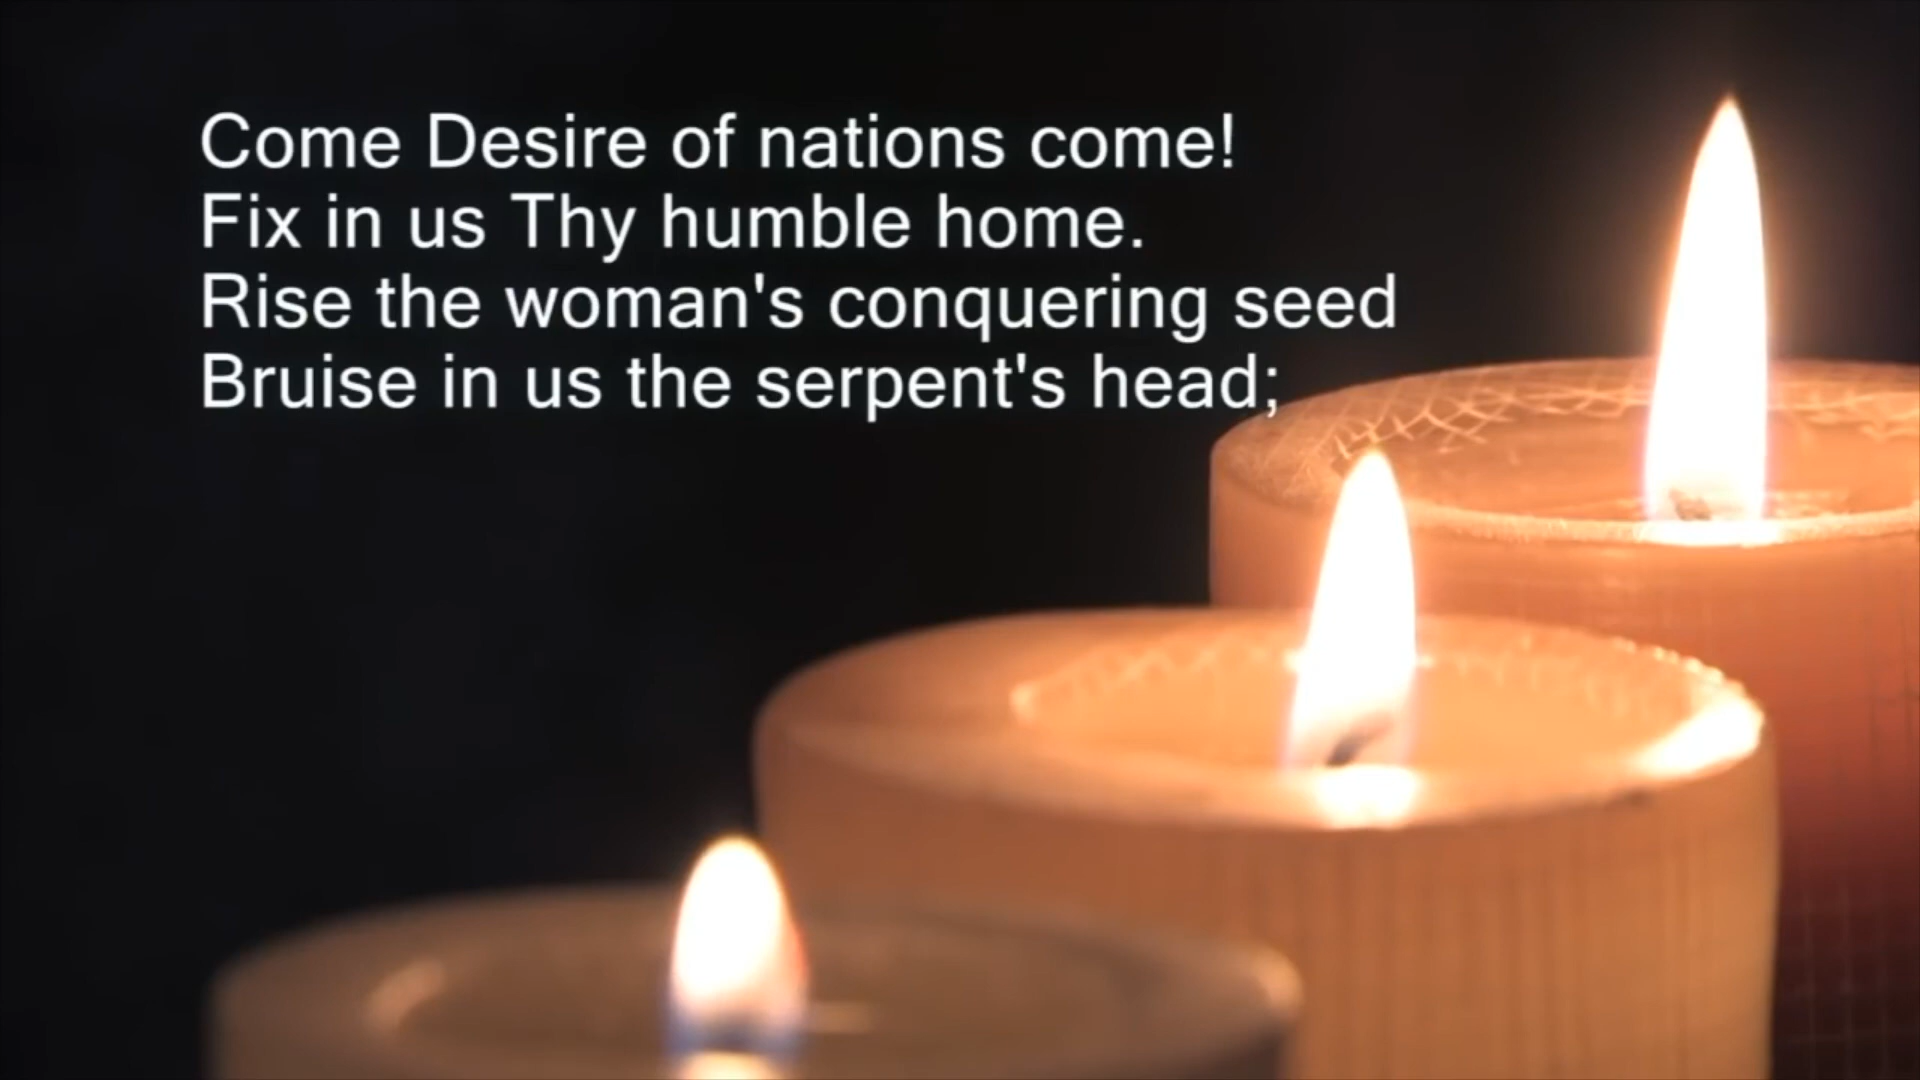 Come Desire of nations come!
Fix in us Thy humble home.
Rise the woman's conquering seed
Bruise in us the serpent's head;